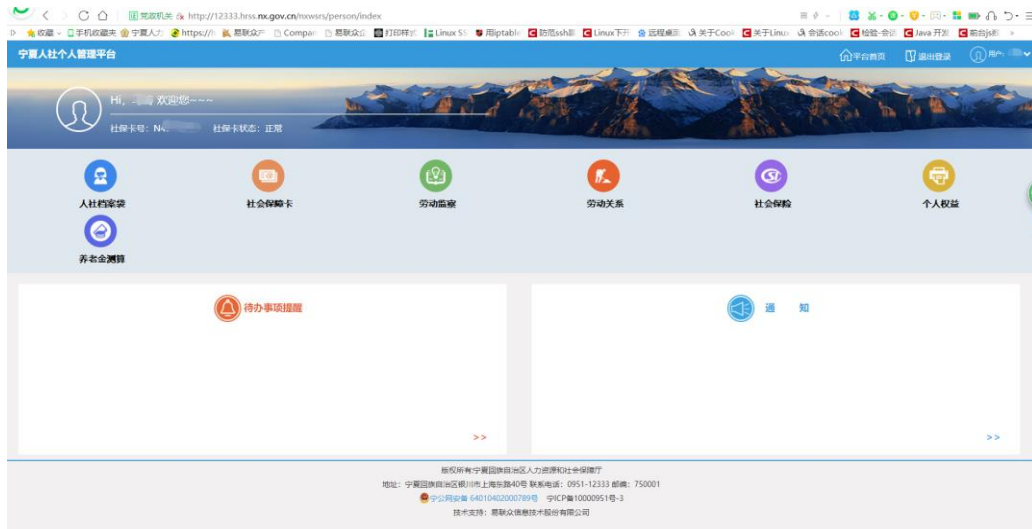 党政机关 http://12333.hrss.nx.gov.cn/nxwsrs/person/index
收藏 手机收藏夹 宁夏人力 https:// 易联众产 Compan 易联众企 打印样式 Linux SS 用iptable 防范ssh暴 Linux下开 远程桌面 关于Cook 关于Linux 会话cook 检验-会话 Java 开发 前台js影
宁夏人社个人管理平台 平台首页 退出登录 用户:
Hi, 欢迎您~~~
社保卡号: N4. 社保卡状态: 正常
人社档案袋 社会保障卡 劳动监察 劳动关系 社会保险 个人权益
养老金测算
待办事项提醒 通 知
>> >>
版权所有:宁夏回族自治区人力资源和社会保障厅
地址: 宁夏回族自治区银川市上海东路40号 联系电话: 0951-12333 邮编: 750001
宁公网安备 64010402000789号 宁ICP备10000951号-3
技术支持: 易联众信息技术股份有限公司